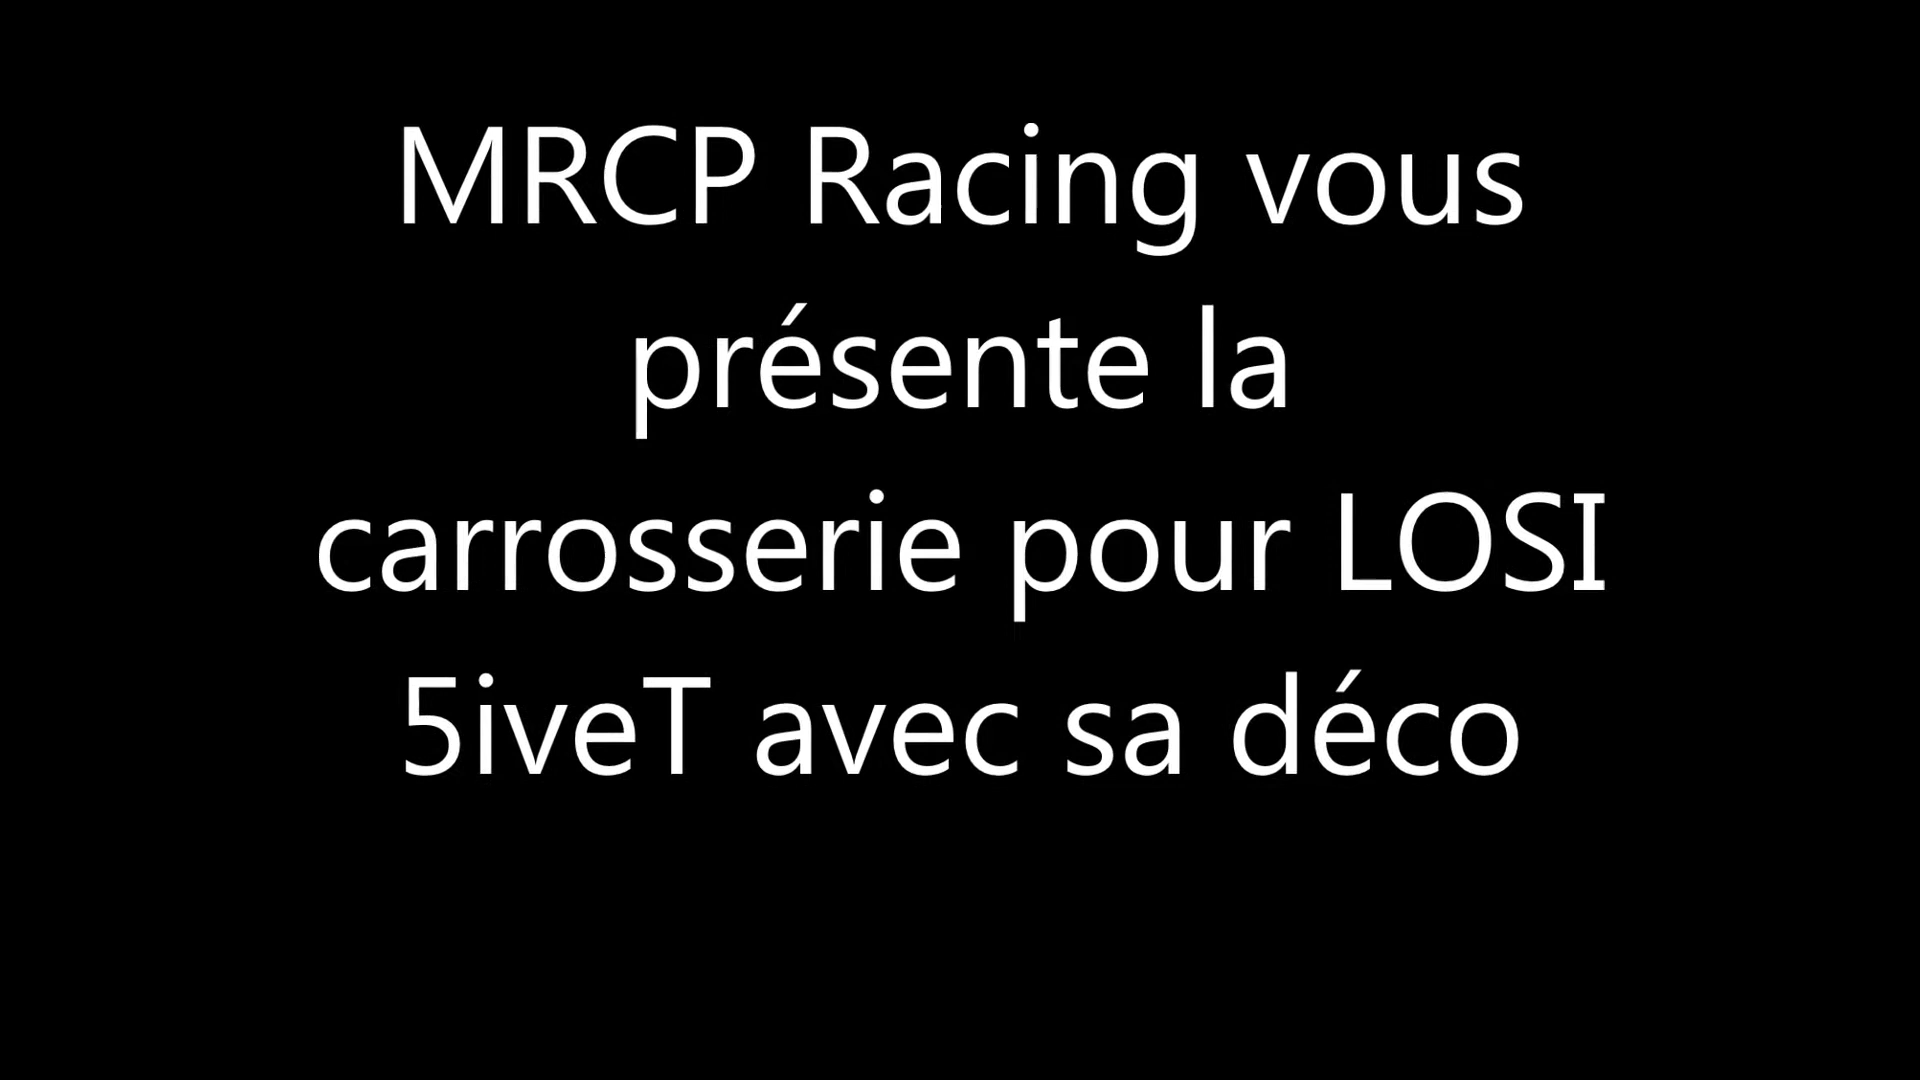 MRCP Racing vous
présente la
carrosserie pour LOSI
5iveT avec sa déco